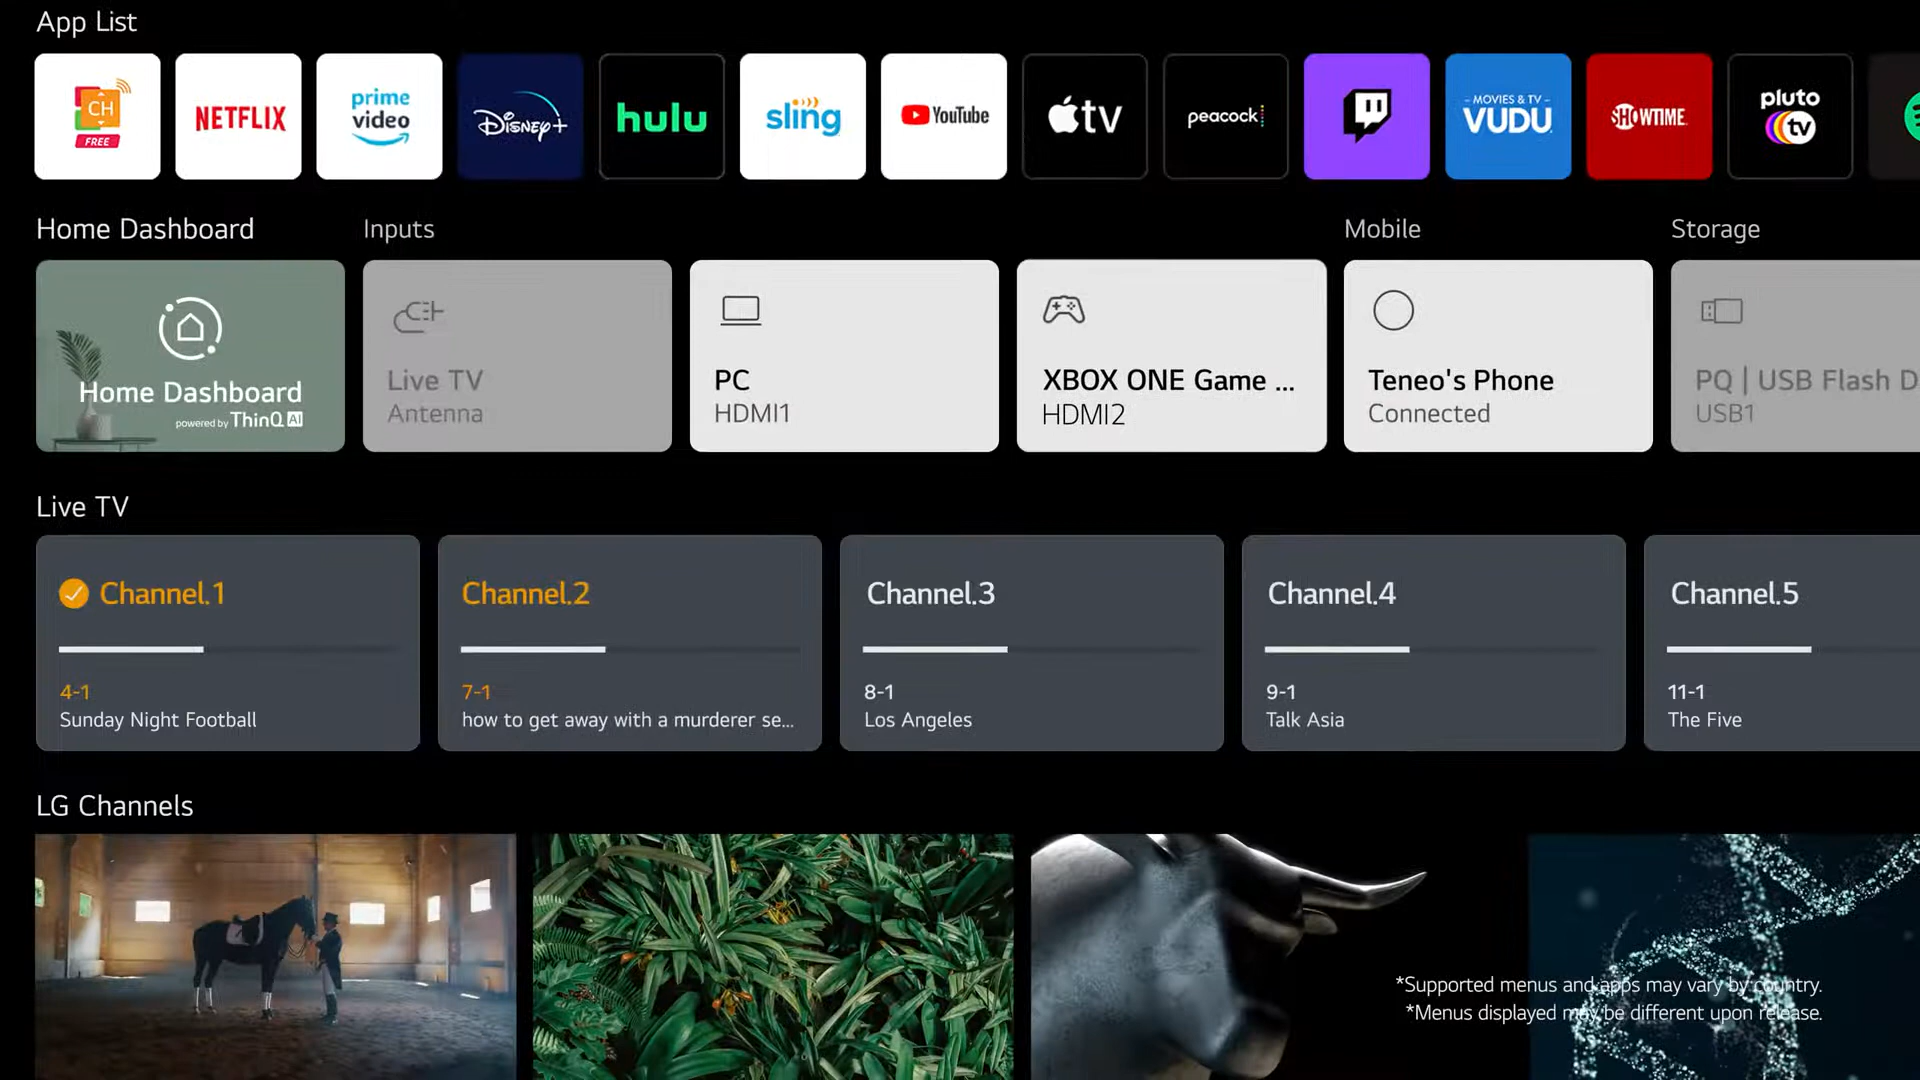 App List
CH
FREE
NETFLIX
prime
video
Disney+
hulu
sling
YouTube
tv
peacock
MOVIES & TV
VUDU
SHOWTIME
pluto
tv
Home Dashboard
Inputs
Mobile
Storage
Home Dashboard
powered by ThinQ AI
Live TV
Antenna
PC
HDMI1
XBOX ONE Game ...
HDMI2
Teneo's Phone
Connected
PQ | USB Flash D
USB1
Live TV
Channel.1
4-1
Sunday Night Football
Channel.2
7-1
how to get away with a murderer se...
Channel.3
8-1
Los Angeles
Channel.4
9-1
Talk Asia
Channel.5
11-1
The Five
LG Channels
*Supported menus and apps may vary by country.
*Menus displayed may be different upon release.